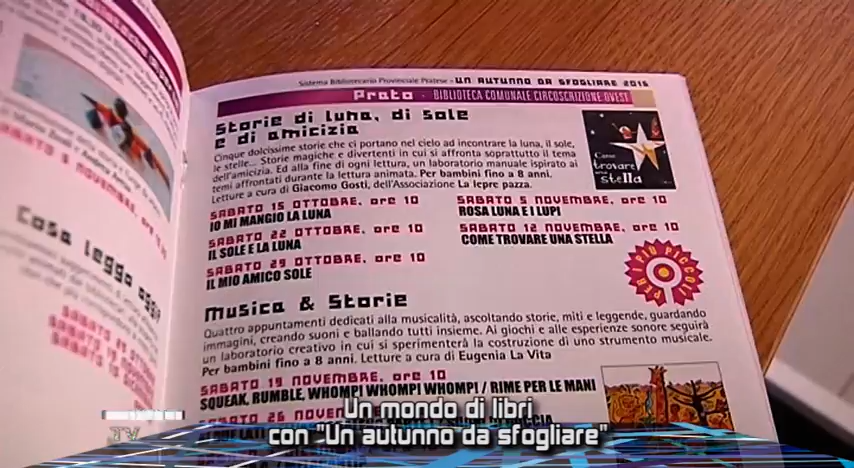 Sistema Bibliotecario Provinciale Pratese - UN AUTUNNO DA SFOGLIARE 2016
Prato - BIBLIOTECA COMUNALE CIRCOSCRIZIONE OVEST
Storie di luna, di sole
e di amicizia
Cinque dolcissime storie che ci portano nel cielo ad incontrare la luna, il sole,
le stelle... Storie magiche e divertenti in cui si affronta soprattutto il tema
dell'amicizia. Ed alla fine di ogni lettura, un laboratorio manuale ispirato ai
temi affrontati durante la lettura animata. Per bambini fino a 8 anni.
Letture a cura di Giacomo Gosti, dell'Associazione La lepre pazza.
SABATO 15 OTTOBRE, ore 10
IO MI MANGIO LA LUNA
SABATO 22 OTTOBRE, ore 10
IL SOLE E LA LUNA
SABATO 29 OTTOBRE, ore 10
IL MIO AMICO SOLE
SABATO 5 NOVEMBRE, ore 10
ROSA LUNA E I LUPI
SABATO 12 NOVEMBRE, ore 10
COME TROVARE UNA STELLA
Come
trovare
una
stella
PER I PIÙ PICCOLI
Musica & Storie
Quattro appuntamenti dedicati alla musicalità, ascoltando storie, miti e leggende, guardando
immagini, creando suoni e ballando tutti insieme. Ai giochi e alle esperienze sonore seguirà
un laboratorio creativo in cui si sperimenterà la costruzione di uno strumento musicale.
Per bambini fino a 8 anni. Letture a cura di Eugenia La Vita
SABATO 19 NOVEMBRE, ore 10
SQUEAK, RUMBLE, WHOMP! WHOMP! WHOMP! / RIME PER LE MANI
SABATO 26
Cosa leggo oggi
SABATO
SABATO
SABATO
TV
Un mondo di libri
con "Un autunno da sfogliare"